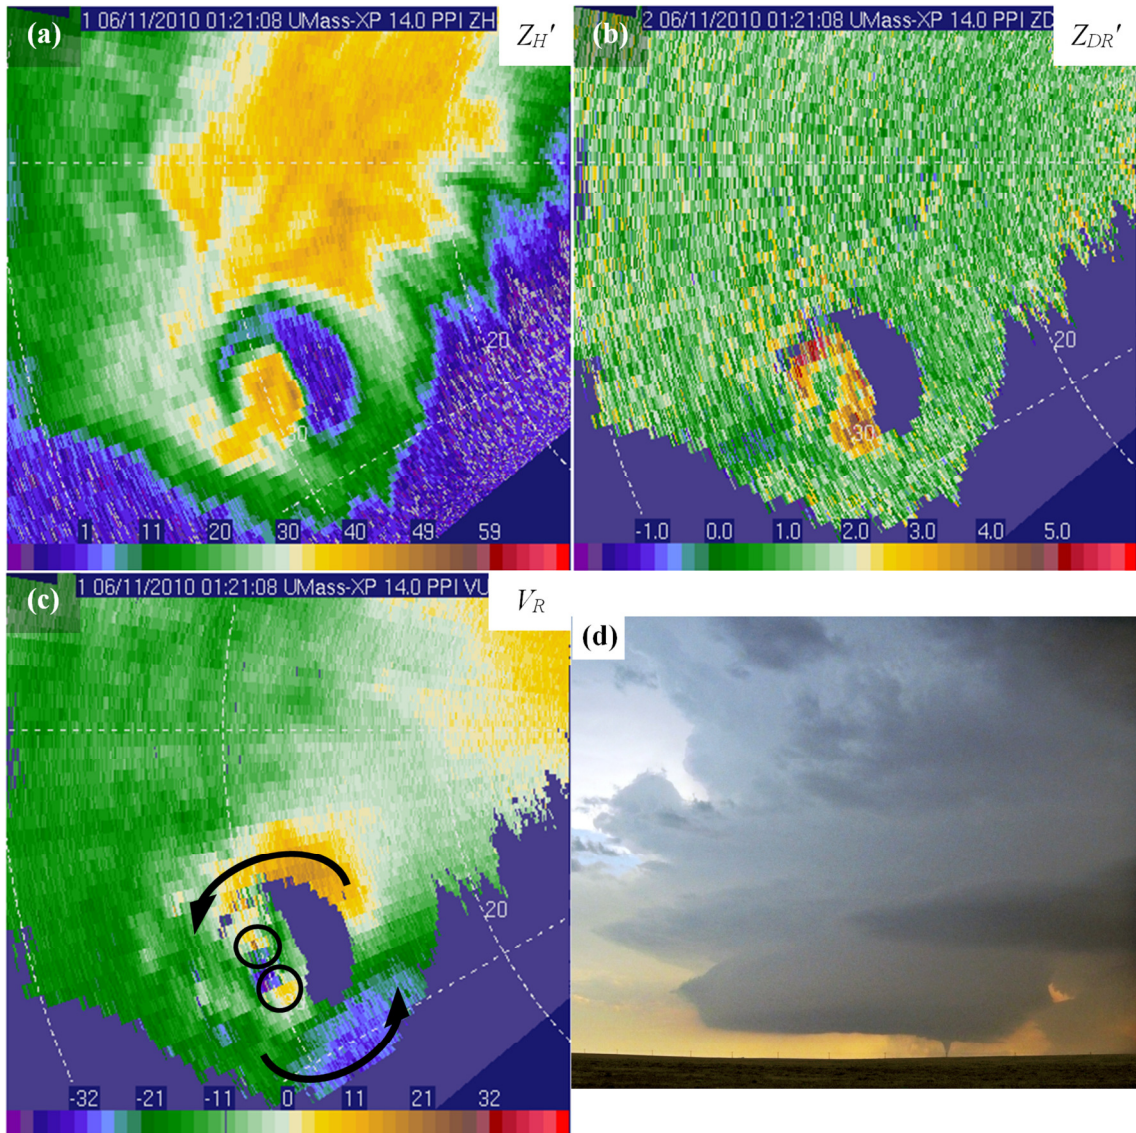 (a)
1 06/11/2010 01:21:08 UMass-XP 14.0 PPI ZH
Z_H'
20
30
1 11 20 30 40 49 59
(b)
2 06/11/2010 01:21:08 UMass-XP 14.0 PPI ZD
Z_DR'
20
30
-1.0 0.0 1.0 2.0 3.0 4.0 5.0
(c)
1 06/11/2010 01:21:08 UMass-XP 14.0 PPI VU
V_R
20
-32 -21 -11 0 11 21 32
(d)